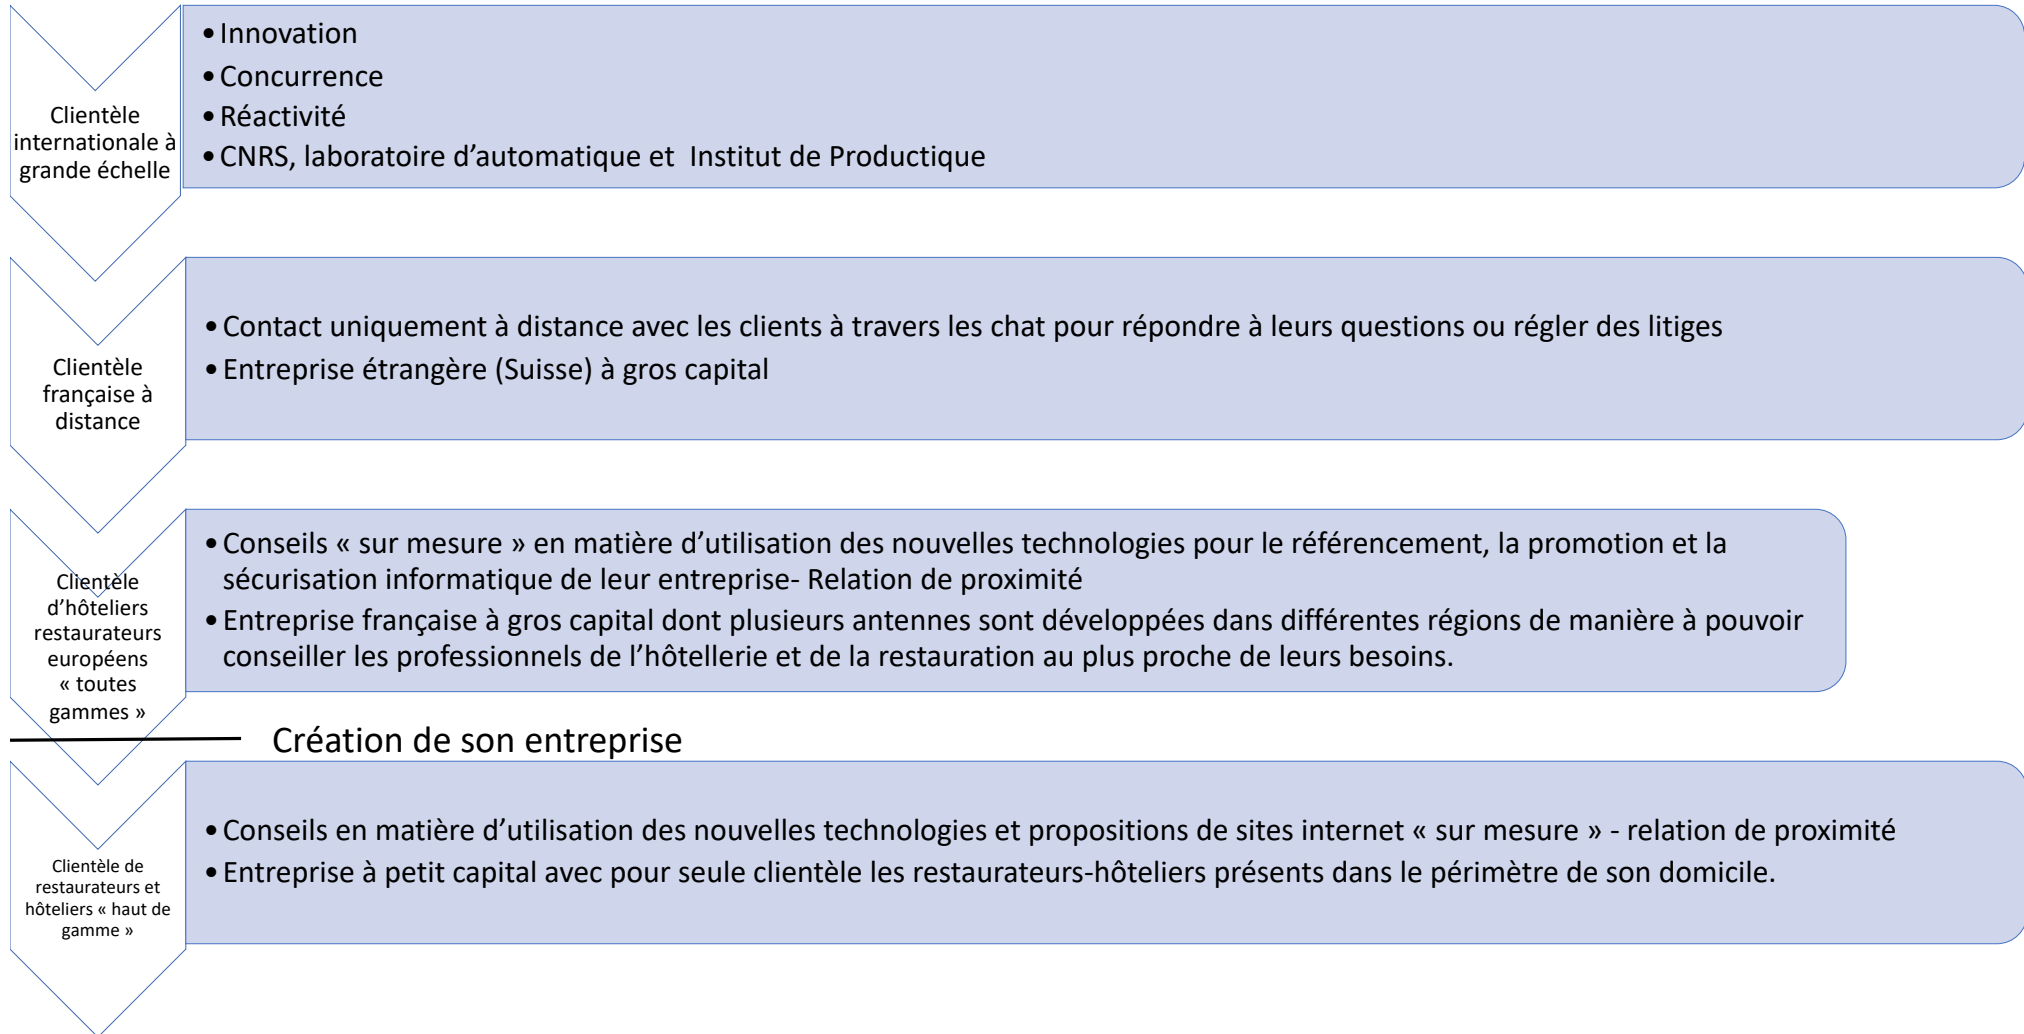 Clientèle
internationale à
grande échelle
• Innovation
• Concurrence
• Réactivité
• CNRS, laboratoire d'automatique et  Institut de Productique
Clientèle
française à
distance
• Contact uniquement à distance avec les clients à travers les chat pour répondre à leurs questions ou régler des litiges
• Entreprise étrangère (Suisse) à gros capital
Clientèle
d'hôteliers
restaurateurs
européens
« toutes
gammes »
• Conseils « sur mesure » en matière d'utilisation des nouvelles technologies pour le référencement, la promotion et la
sécurisation informatique de leur entreprise- Relation de proximité
• Entreprise française à gros capital dont plusieurs antennes sont développées dans différentes régions de manière à pouvoir
conseiller les professionnels de l'hôtellerie et de la restauration au plus proche de leurs besoins.
Création de son entreprise
Clientèle de
restaurateurs et
hôteliers « haut de
gamme »
• Conseils en matière d'utilisation des nouvelles technologies et propositions de sites internet « sur mesure » - relation de proximité
• Entreprise à petit capital avec pour seule clientèle les restaurateurs-hôteliers présents dans le périmètre de son domicile.